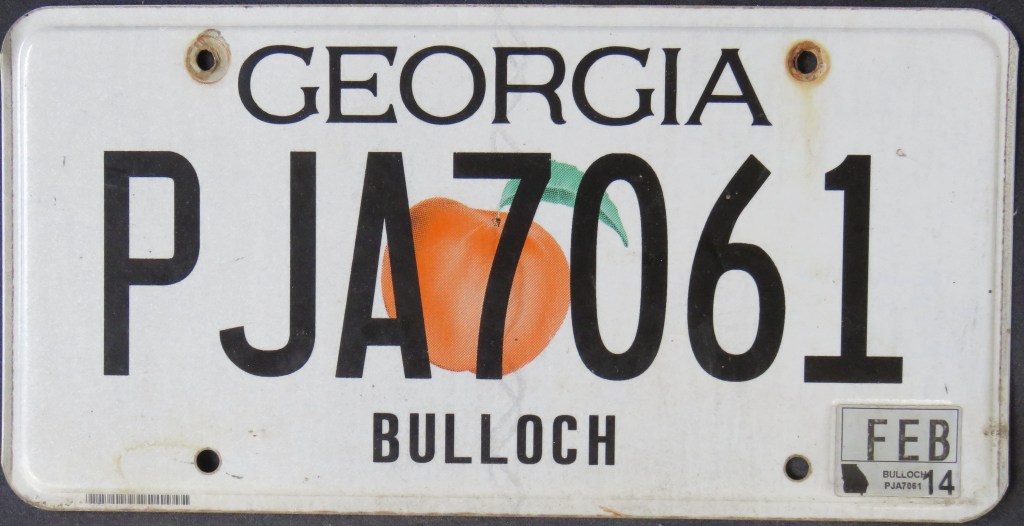 GEORGIA
PJA7061
BULLOCH
FEB
BULLOCH
PJA7061 14